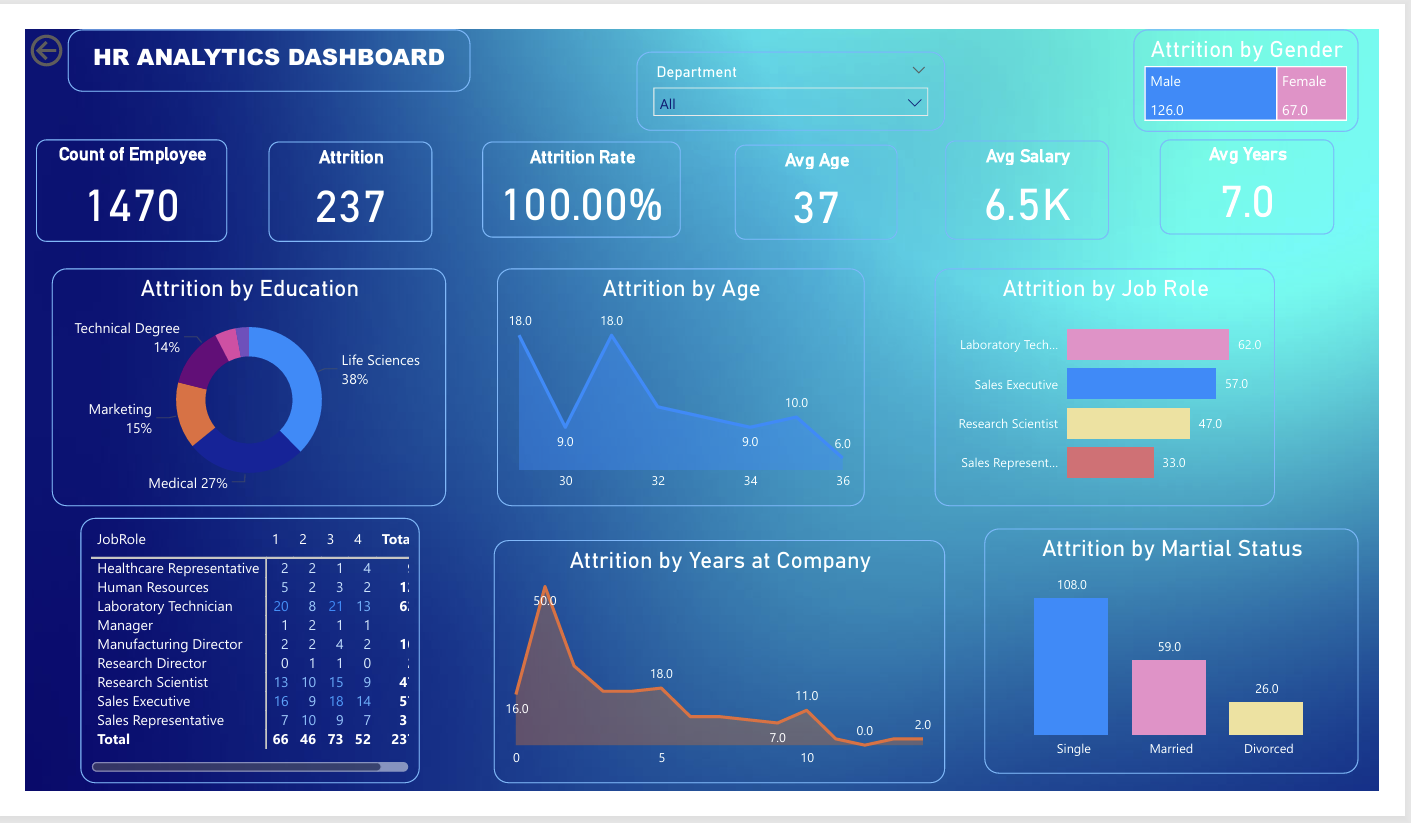 HR ANALYTICS DASHBOARD
Department
All
Attrition by Gender
Male
126.0
Female
67.0
Count of Employee
1470
Attrition
237
Attrition Rate
100.00%
Avg Age
37
Avg Salary
6.5K
Avg Years
7.0
Attrition by Education
Technical Degree
14%
Life Sciences
38%
Marketing
15%
Medical 27%
Attrition by Age
18.0
18.0
9.0
9.0
10.0
6.0
30
32
34
36
Attrition by Job Role
Laboratory Tech... 62.0
Sales Executive 57.0
Research Scientist 47.0
Sales Represent... 33.0
JobRole 1 2 3 4 Tota
Healthcare Representative 2 2 1 4
Human Resources 5 2 3 2 1
Laboratory Technician 20 8 21 13 6
Manager 1 2 1 1
Manufacturing Director 2 2 4 2 1
Research Director 0 1 1 0
Research Scientist 13 10 15 9 4
Sales Executive 16 9 18 14 5
Sales Representative 7 10 9 7 3
Total 66 46 73 52 23
Attrition by Years at Company
50.0
16.0
18.0
7.0
11.0
0.0
2.0
0
5
10
Attrition by Martial Status
108.0
59.0
26.0
Single
Married
Divorced